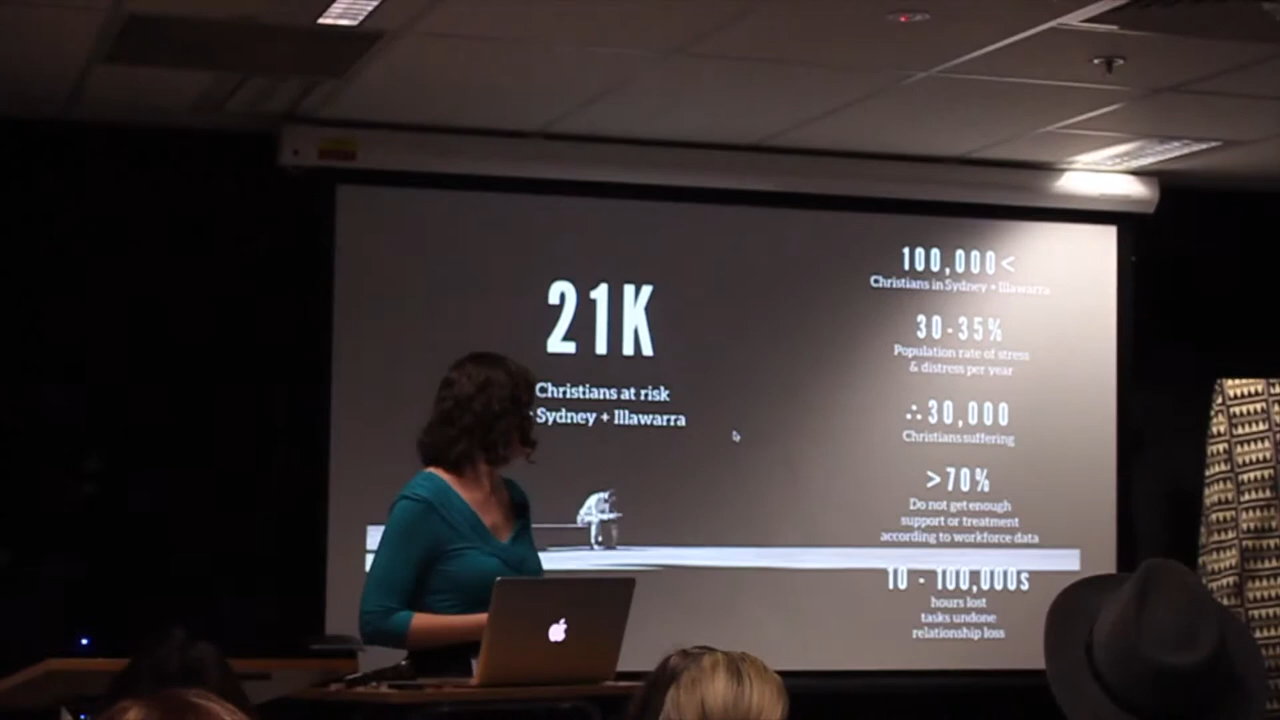 21K
Christians at risk
Sydney + Illawarra
100,000<
Christians in Sydney + Illawarra
30-35%
Population rate of stress
& distress per year
∴30,000
Christians suffering
>70%
Do not get enough
support or treatment
according to workforce data
10 - 100,000s
hours lost
tasks undone
relationship loss